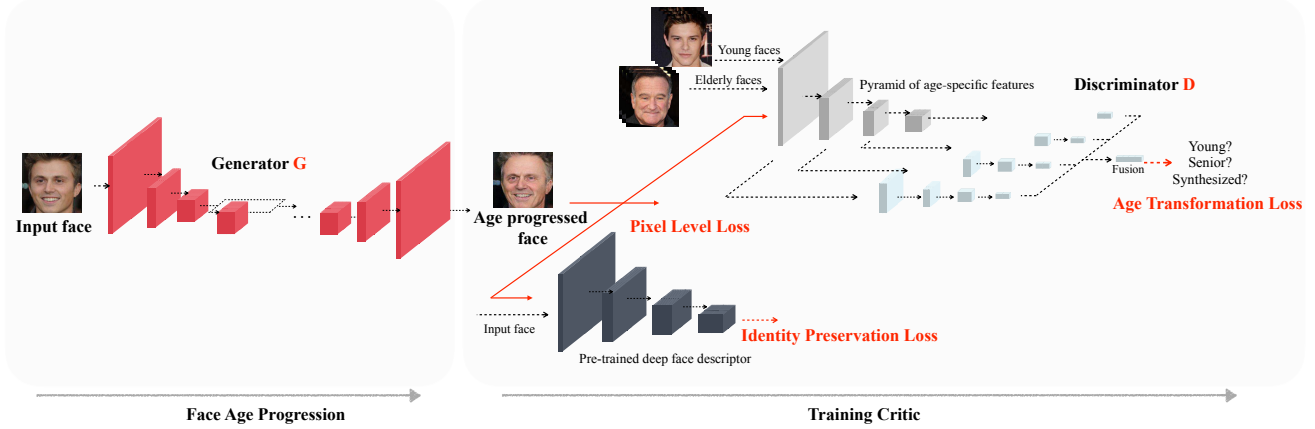 Young faces
Elderly faces
Pyramid of age-specific features
Discriminator D
Generator G
Young?
Senior?
Synthesized?
Fusion
Age Transformation Loss
Input face
Age progressed
face
Pixel Level Loss
Input face
Identity Preservation Loss
Pre-trained deep face descriptor
Face Age Progression
Training Critic